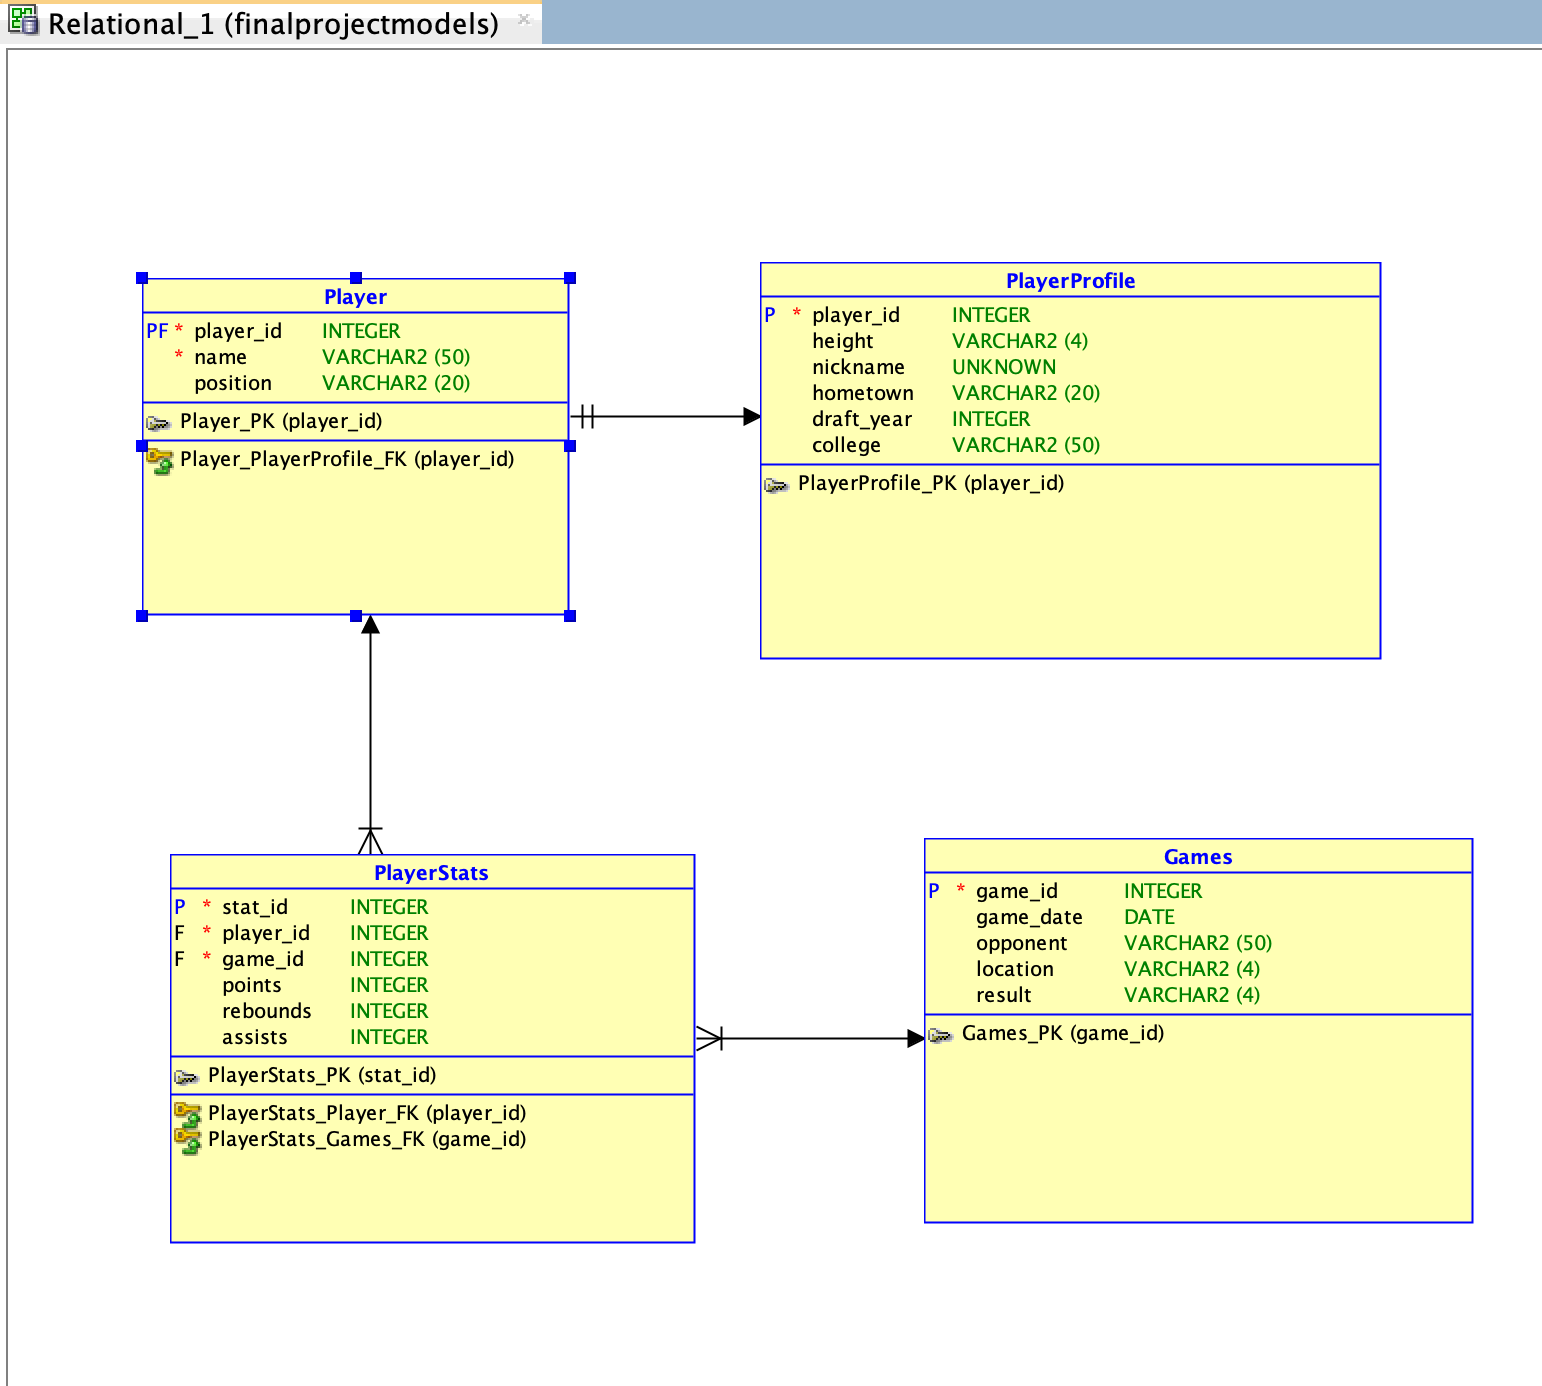 Relational_1 (finalprojectmodels)
Player
PF * player_id INTEGER
* name VARCHAR2 (50)
position VARCHAR2 (20)
Player_PK (player_id)
Player_PlayerProfile_FK (player_id)
PlayerProfile
P * player_id INTEGER
height VARCHAR2 (4)
nickname UNKNOWN
hometown VARCHAR2 (20)
draft_year INTEGER
college VARCHAR2 (50)
PlayerProfile_PK (player_id)
PlayerStats
P * stat_id INTEGER
F * player_id INTEGER
F * game_id INTEGER
points INTEGER
rebounds INTEGER
assists INTEGER
PlayerStats_PK (stat_id)
PlayerStats_Player_FK (player_id)
PlayerStats_Games_FK (game_id)
Games
P * game_id INTEGER
game_date DATE
opponent VARCHAR2 (50)
location VARCHAR2 (4)
result VARCHAR2 (4)
Games_PK (game_id)